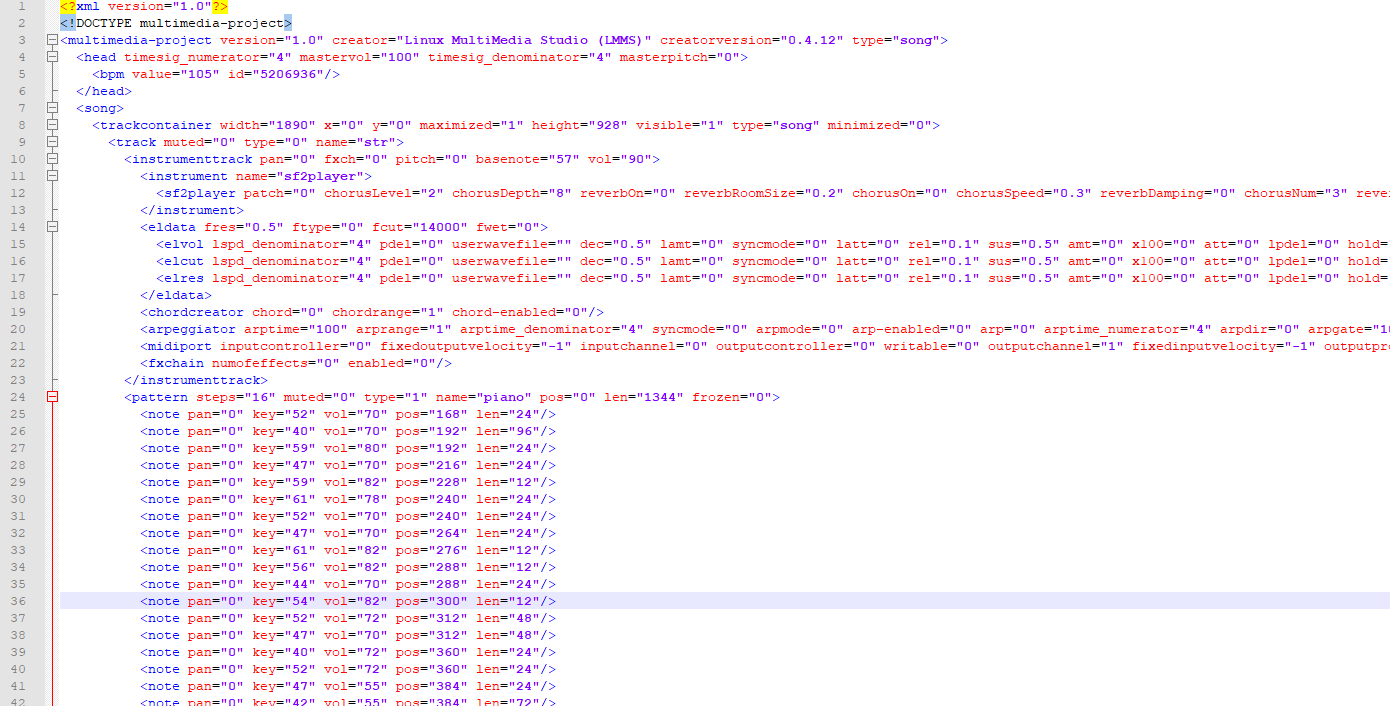 1 <?xml version="1.0"?>
2 <!DOCTYPE multimedia-project>
3 <multimedia-project version="1.0" creator="Linux MultiMedia Studio (LMMS)" creatorversion="0.4.12" type="song">
4 <head timesig_numerator="4" mastervol="100" timesig_denominator="4" masterpitch="0">
5 <bpm value="105" id="5206936"/>
6 </head>
7 <song>
8 <trackcontainer width="1890" x="0" y="0" maximized="1" height="928" visible="1" type="song" minimized="0">
9 <track muted="0" type="0" name="str">
10 <instrumenttrack pan="0" fxch="0" pitch="0" basenote="57" vol="90">
11 <instrument name="sf2player">
12 <sf2player patch="0" chorusLevel="2" chorusDepth="8" reverbOn="0" reverbRoomSize="0.2" chorusOn="0" chorusSpeed="0.3" reverbDamping="0" chorusNum="3" reve
13 </instrument>
14 <eldata fres="0.5" ftype="0" fcut="14000" fwet="0">
15 <elvol lspd_denominator="4" pdel="0" userwavefile="" dec="0.5" lamt="0" syncmode="0" latt="0" rel="0.1" sus="0.5" amt="0" x100="0" att="0" lpdel="0" hold=
16 <elcut lspd_denominator="4" pdel="0" userwavefile="" dec="0.5" lamt="0" syncmode="0" latt="0" rel="0.1" sus="0.5" amt="0" x100="0" att="0" lpdel="0" hold=
17 <elres lspd_denominator="4" pdel="0" userwavefile="" dec="0.5" lamt="0" syncmode="0" latt="0" rel="0.1" sus="0.5" amt="0" x100="0" att="0" lpdel="0" hold=
18 </eldata>
19 <chordcreator chord="0" chordrange="1" chord-enabled="0"/>
20 <arpeggiator arptime="100" arprange="1" arptime_denominator="4" syncmode="0" arpmode="0" arp-enabled="0" arp="0" arptime_numerator="4" arpdir="0" arpgate="10
21 <midiport inputcontroller="0" fixedoutputvelocity="-1" inputchannel="0" outputcontroller="0" writable="0" outputchannel="1" fixedinputvelocity="-1" outputpro
22 <fxchain numofeffects="0" enabled="0"/>
23 </instrumenttrack>
24 <pattern steps="16" muted="0" type="1" name="piano" pos="0" len="1344" frozen="0">
25 <note pan="0" key="52" vol="70" pos="168" len="24"/>
26 <note pan="0" key="40" vol="70" pos="192" len="96"/>
27 <note pan="0" key="59" vol="80" pos="192" len="24"/>
28 <note pan="0" key="47" vol="70" pos="216" len="24"/>
29 <note pan="0" key="59" vol="82" pos="228" len="12"/>
30 <note pan="0" key="61" vol="78" pos="240" len="24"/>
31 <note pan="0" key="52" vol="70" pos="240" len="24"/>
32 <note pan="0" key="47" vol="70" pos="264" len="24"/>
33 <note pan="0" key="61" vol="82" pos="276" len="12"/>
34 <note pan="0" key="56" vol="82" pos="288" len="12"/>
35 <note pan="0" key="44" vol="70" pos="288" len="24"/>
36 <note pan="0" key="54" vol="82" pos="300" len="12"/>
37 <note pan="0" key="52" vol="72" pos="312" len="48"/>
38 <note pan="0" key="47" vol="70" pos="312" len="48"/>
39 <note pan="0" key="40" vol="72" pos="360" len="24"/>
40 <note pan="0" key="52" vol="72" pos="360" len="24"/>
41 <note pan="0" key="47" vol="55" pos="384" len="24"/>
42 <note pan="0" key="42" vol="55" pos="384" len="72"/>